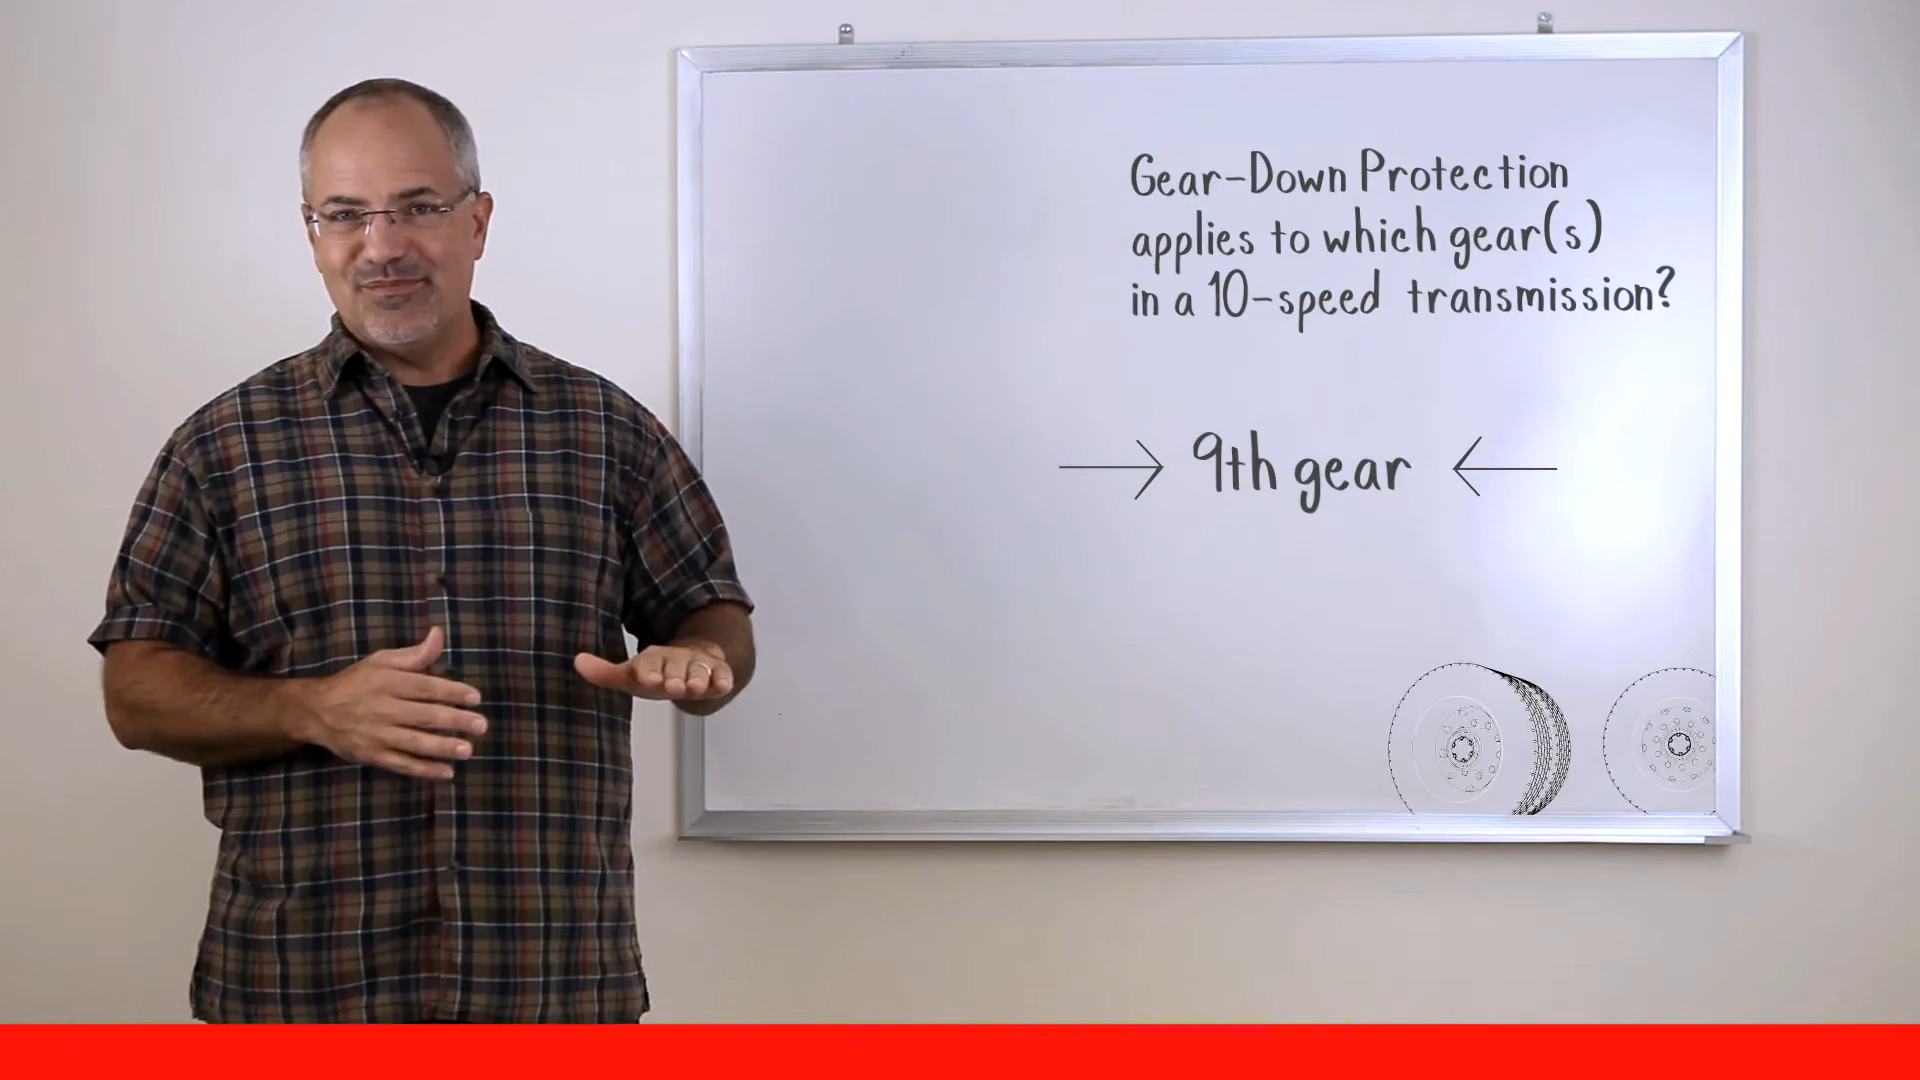 Gear-Down Protection
applies to which gear(s)
in a 10-speed transmission?
9th gear